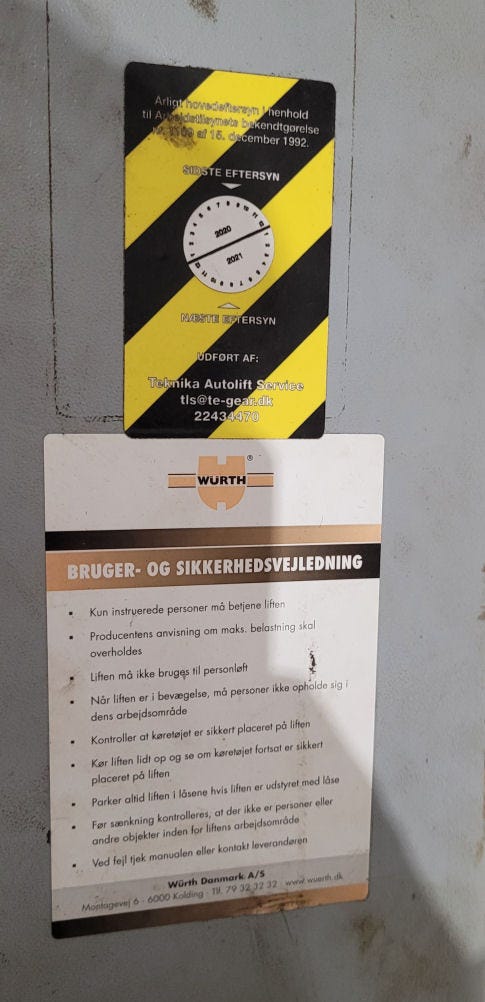 Årligt hovedeftersyn i henhold
til Arbejdstilsynets bekendtgørelse
af 15. december 1992.
SIDSTE EFTERSYN
2020
2021
NÆSTE EFTERSYN
UDFØRT AF:
Teknika Autolift Service
tls@te-gear.dk
22434470
WÜRTH
®
BRUGER- OG SIKKERHEDSVEJLEDNING
▪ Kun instruerede personer må betjene liften
▪ Producentens anvisning om maks. belastning skal
overholdes
▪ Liften må ikke bruges til personløft
▪ Når liften er i bevægelse, må personer ikke opholde sig i
dens arbejdsområde
▪ Kontroller at køretøjet er sikkert placeret på liften
▪ Kør liften lidt op og se om køretøjet fortsat er sikkert
placeret på liften
▪ Parker altid liften i låsene hvis liften er udstyret med låse
▪ Før sænkning kontrolleres, at der ikke er personer eller
andre objekter inden for liftens arbejdsområde
▪ Ved fejl tjek manualen eller kontakt leverandøren
Würth Danmark A/S
Montagevej 6 · 6000 Kolding · Tlf. 79 32 32 32 · www.wuerth.dk